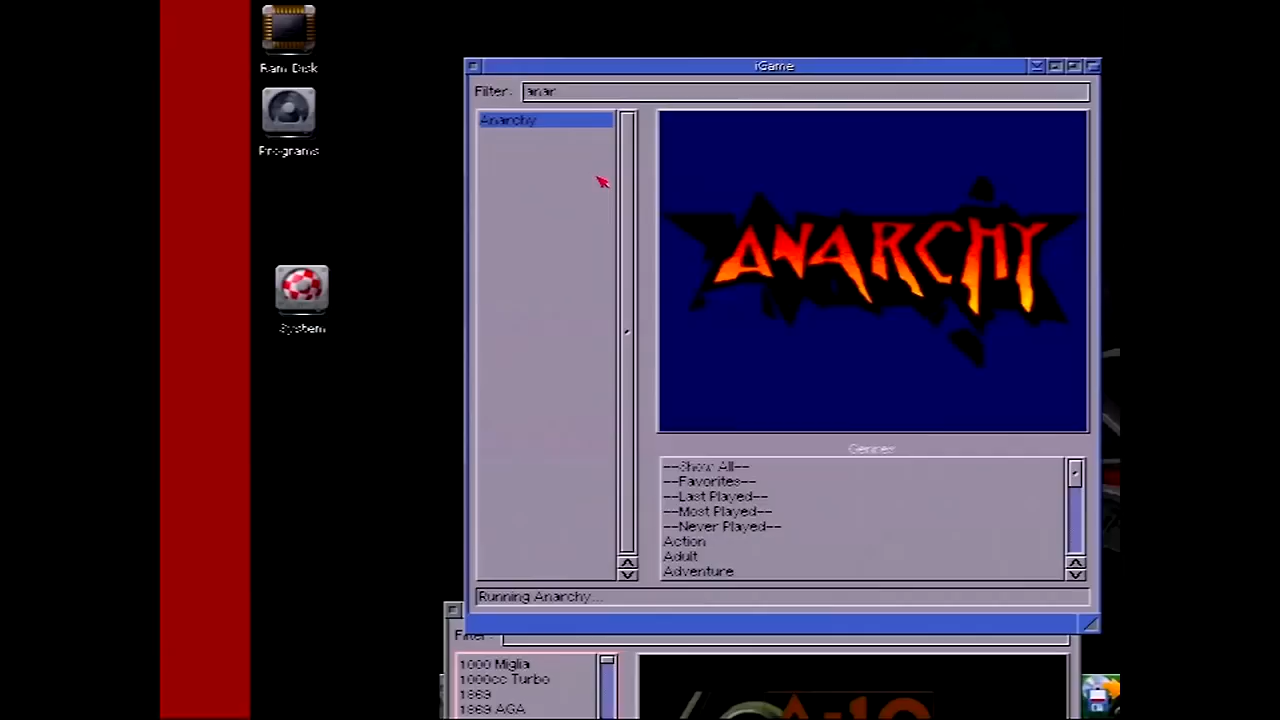 Ram Disk
Programs
System
iGame
Filter: anar
Anarchy
ANARCHY
Genres
--Show All--
--Favorites--
--Last Played--
--Most Played--
--Never Played--
Action
Adult
Adventure
Running Anarchy...
Filter:
1000 Miglia
1000cc Turbo
1869
1869 AGA